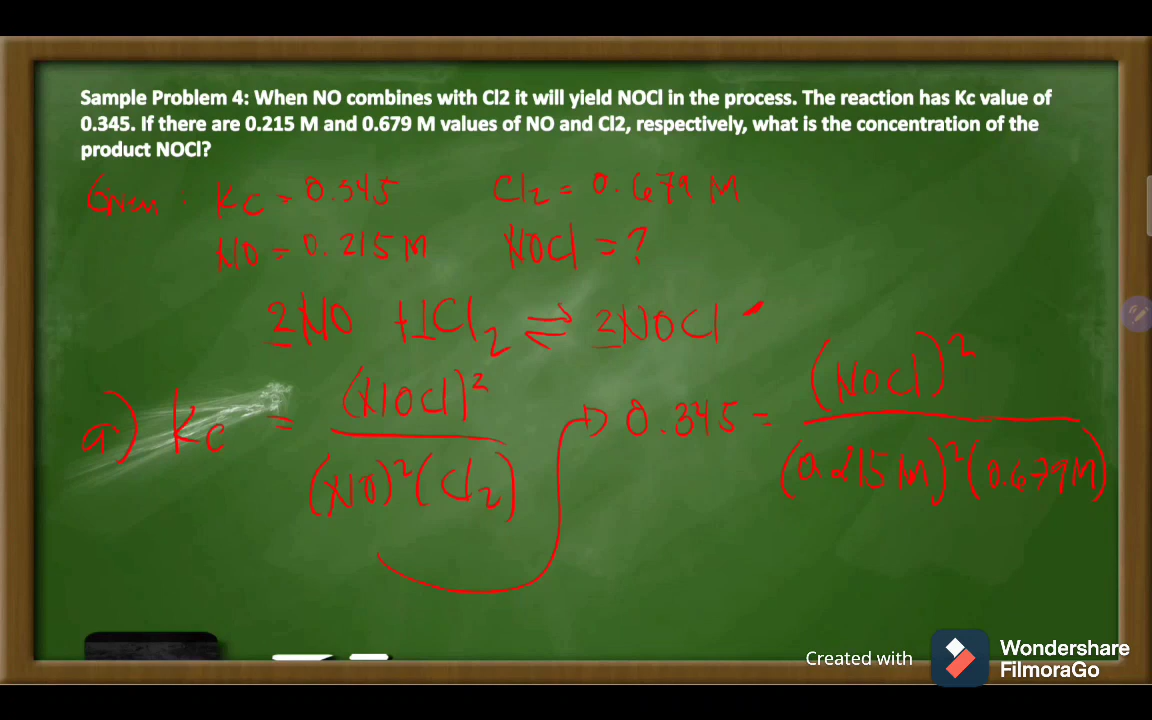 Sample Problem 4: When NO combines with Cl2 it will yield NOCl in the process. The reaction has Kc value of
0.345. If there are 0.215 M and 0.679 M values of NO and Cl2, respectively, what is the concentration of the
product NOCl?
Given : Kc = 0.345 Cl2 = 0.679 M
NO = 0.215 M NOCl = ?
2NO + 1Cl2 ⇌ 2NOCl
a) Kc = (NOCl)² / (NO)² (Cl2) → 0.345 = (NOCl)² / (0.215 M)² (0.679 M)
Created with Wondershare FilmoraGo